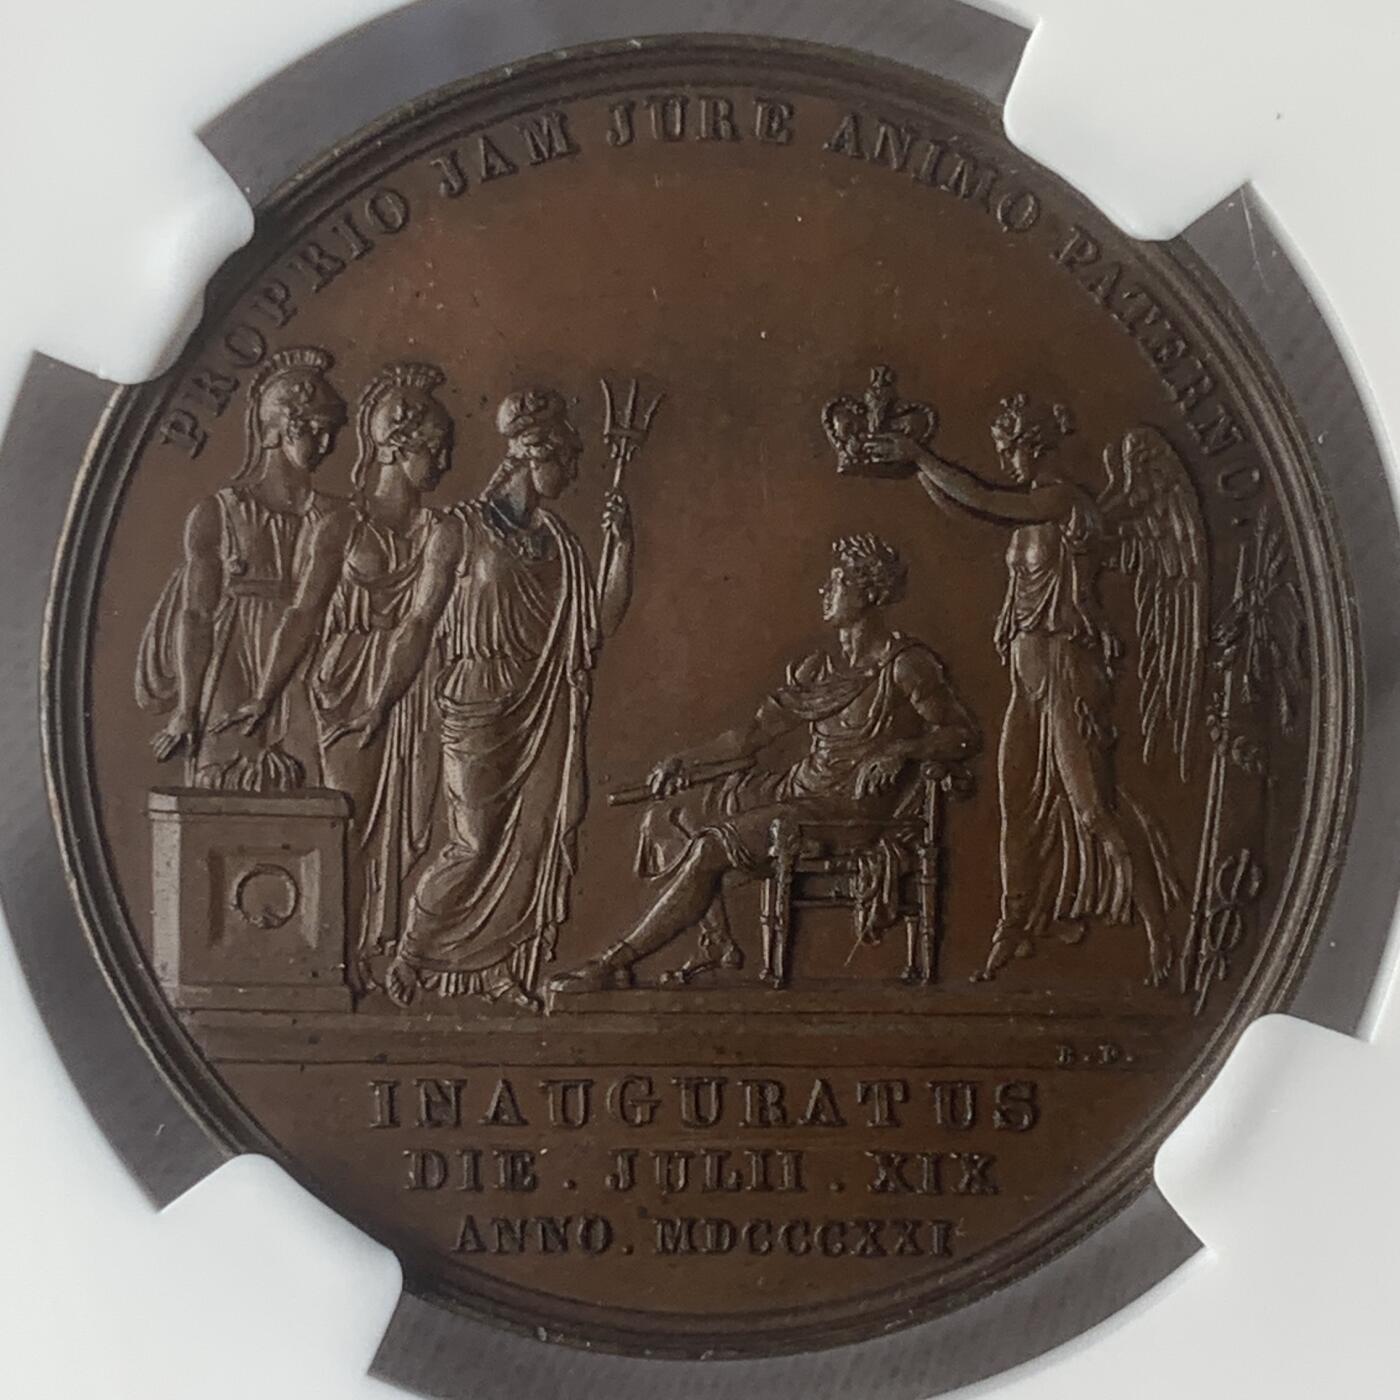 PROPRIO JAM JURE ANIMO PATERNO.
B. P.
INAUGURATUS
DIE . JULII . XIX
ANNO . MDCCCXXI